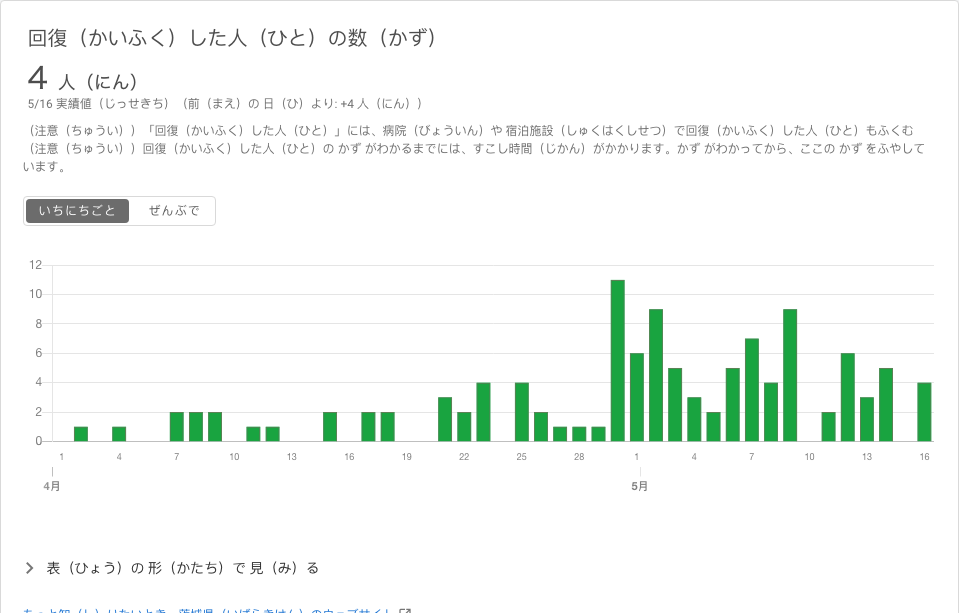 回復（かいふく）した人（ひと）の数（かず）
4 人（にん）
5/16 実績値（じっせきち）（前（まえ）の 日（ひ）より: +4 人（にん））
（注意（ちゅうい））「回復（かいふく）した人（ひと）」には、病院（びょういん）や 宿泊施設（しゅくはくしせつ）で回復（かいふく）した人（ひと）もふくむ
（注意（ちゅうい））回復（かいふく）した人（ひと）の かず がわかるまでには、すこし時間（じかん）がかかります。かず がわかってから、ここの かず をふやして
います。
いちにちごと ぜんぶで
12
10
8
6
4
2
0
1 4 7 10 13 16 19 22 25 28 1 4 7 10 13 16
4月 5月
表（ひょう）の 形（かたち）で 見（み）る